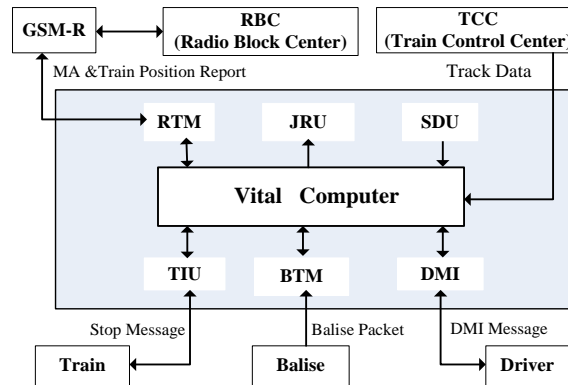 GSM-R
RBC
(Radio Block Center)
TCC
(Train Control Center)
MA &Train Position Report
Track Data
RTM
JRU
SDU
Vital Computer
TIU
BTM
DMI
Stop Message
Balise Packet
DMI Message
Train
Balise
Driver